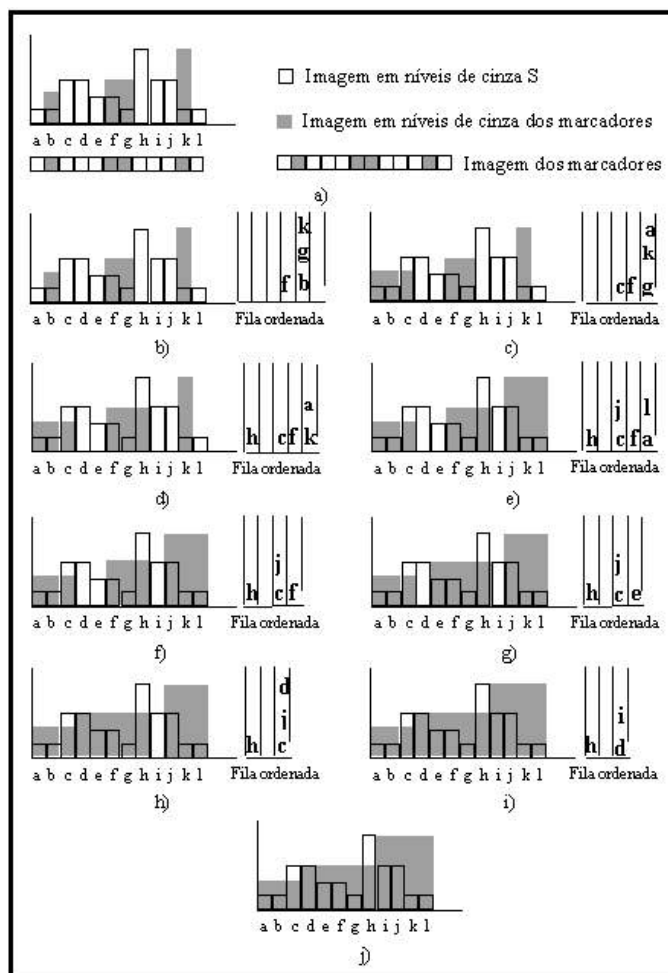 Imagem em níveis de cinza S
Imagem em níveis de cinza dos marcadores
Imagem dos marcadores
a b c d e f g h i j k l
a)
k
g
f b
a b c d e f g h i j k l
Fila ordenada
b)
a
k
c f g
a b c d e f g h i j k l
Fila ordenada
c)
a
h c f k
a b c d e f g h i j k l
Fila ordenada
d)
j l
h c f a
a b c d e f g h i j k l
Fila ordenada
e)
j
h c f
a b c d e f g h i j k l
Fila ordenada
f)
j
h c e
a b c d e f g h i j k l
Fila ordenada
g)
d
j
h c
a b c d e f g h i j k l
Fila ordenada
h)
i
h d
a b c d e f g h i j k l
Fila ordenada
i)
a b c d e f g h i j k l
j)